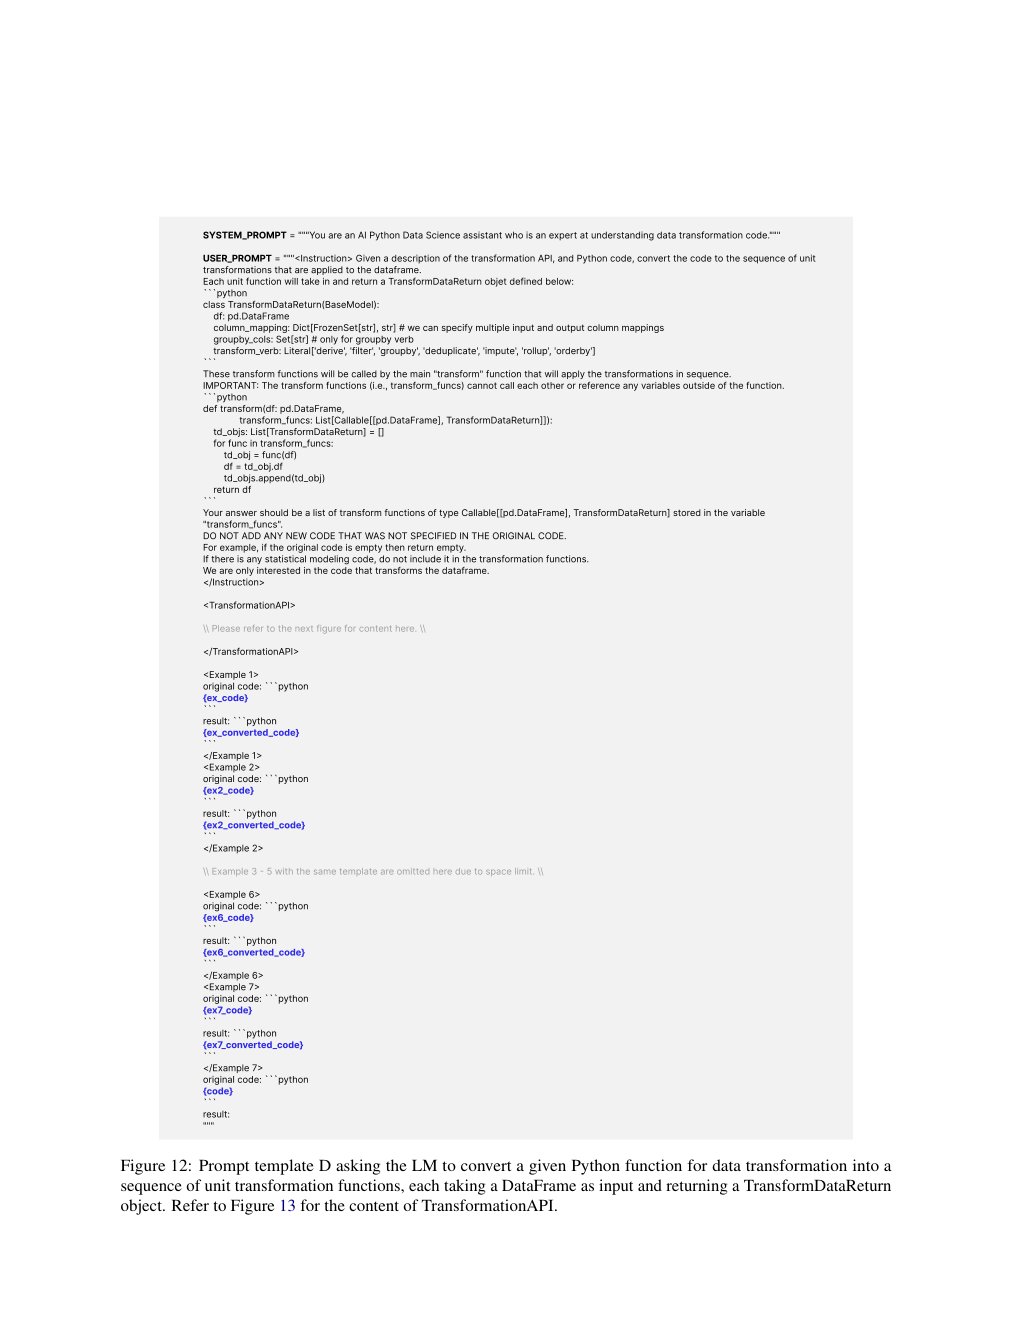 SYSTEM_PROMPT = """You are an AI Python Data Science assistant who is an expert at understanding data transformation code."""
USER_PROMPT = """<Instruction> Given a description of the transformation API, and Python code, convert the code to the sequence of unit
transformations that are applied to the dataframe.
Each unit function will take in and return a TransformDataReturn objet defined below:
```python
class TransformDataReturn(BaseModel):
    df: pd.DataFrame
    column_mapping: Dict[FrozenSet[str], str] # we can specify multiple input and output column mappings
    groupby_cols: Set[str] # only for groupby verb
    transform_verb: Literal['derive', 'filter', 'groupby', 'deduplicate', 'impute', 'rollup', 'orderby']
```
These transform functions will be called by the main "transform" function that will apply the transformations in sequence.
IMPORTANT: The transform functions (i.e., transform_funcs) cannot call each other or reference any variables outside of the function.
```python
def transform(df: pd.DataFrame,
              transform_funcs: List[Callable[[pd.DataFrame], TransformDataReturn]]):
    td_objs: List[TransformDataReturn] = []
    for func in transform_funcs:
        td_obj = func(df)
        df = td_obj.df
        td_objs.append(td_obj)
    return df
```
Your answer should be a list of transform functions of type Callable[[pd.DataFrame], TransformDataReturn] stored in the variable
"transform_funcs".
DO NOT ADD ANY NEW CODE THAT WAS NOT SPECIFIED IN THE ORIGINAL CODE.
For example, if the original code is empty then return empty.
If there is any statistical modeling code, do not include it in the transformation functions.
We are only interested in the code that transforms the dataframe.
</Instruction>
<TransformationAPI>
\\ Please refer to the next figure for content here. \\
</TransformationAPI>
<Example 1>
original code: ```python
{ex_code}
```
result: ```python
{ex_converted_code}
```
</Example 1>
<Example 2>
original code: ```python
{ex2_code}
```
result: ```python
{ex2_converted_code}
```
</Example 2>
\\ Example 3 - 5 with the same template are omitted here due to space limit. \\
<Example 6>
original code: ```python
{ex6_code}
```
result: ```python
{ex6_converted_code}
```
</Example 6>
<Example 7>
original code: ```python
{ex7_code}
```
result: ```python
{ex7_converted_code}
```
</Example 7>
original code: ```python
{code}
```
result:
"""
Figure 12: Prompt template D asking the LM to convert a given Python function for data transformation into a
sequence of unit transformation functions, each taking a DataFrame as input and returning a TransformDataReturn
object. Refer to Figure 13 for the content of TransformationAPI.